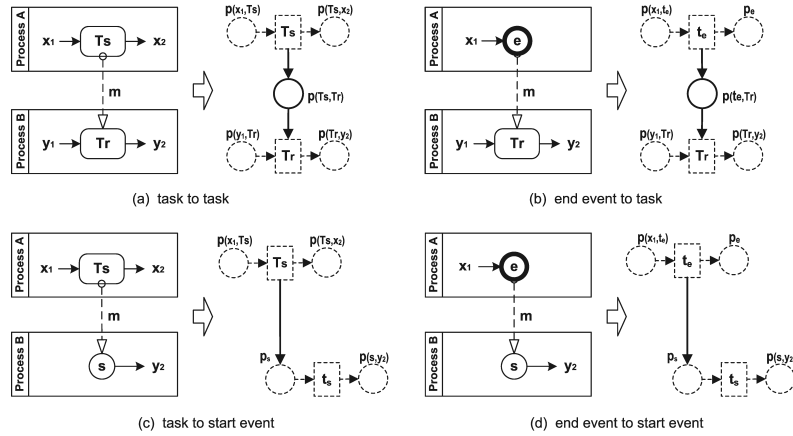 Process A
x1
Ts
x2
m
Process B
y1
Tr
y2
p(x1,Ts)
p(Ts,x2)
Ts
p(Ts,Tr)
p(y1,Tr)
p(Tr,y2)
Tr
(a) task to task
Process A
x1
e
m
Process B
y1
Tr
y2
p(x1,te)
pe
te
p(te,Tr)
p(y1,Tr)
p(Tr,y2)
Tr
(b) end event to task
Process A
x1
Ts
x2
m
Process B
s
y2
p(x1,Ts)
p(Ts,x2)
Ts
ps
p(s,y2)
ts
(c) task to start event
Process A
x1
e
m
Process B
s
y2
p(x1,te)
pe
te
ps
p(s,y2
ts
(d) end event to start event